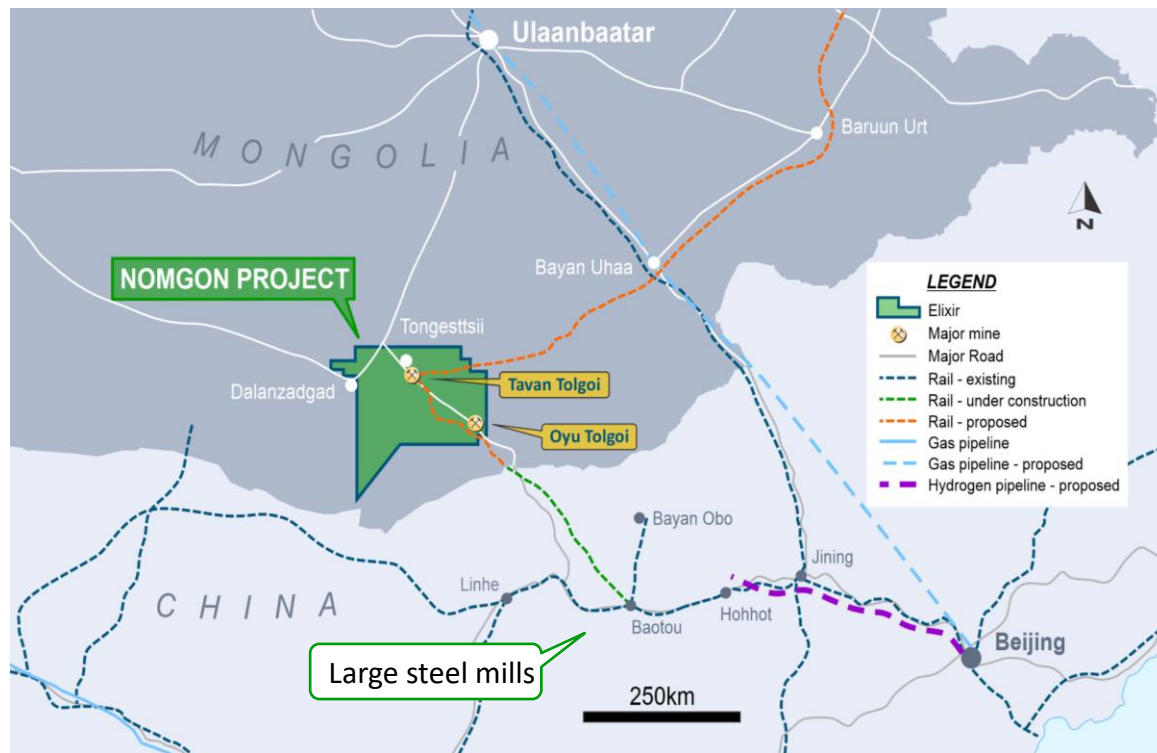 Ulaanbaatar
Baruun Urt
MONGOLIA
N
Bayan Uhaa
NOMGON PROJECT
Tongesttsii
Dalanzadgad
Tavan Tolgoi
Oyu Tolgoi
LEGEND
Elixir
Major mine
Major Road
Rail - existing
Rail - under construction
Rail - proposed
Gas pipeline
Gas pipeline - proposed
Hydrogen pipeline - proposed
Bayan Obo
Jining
Linhe
CHINA
Hohhot
Baotou
Beijing
Large steel mills
250km